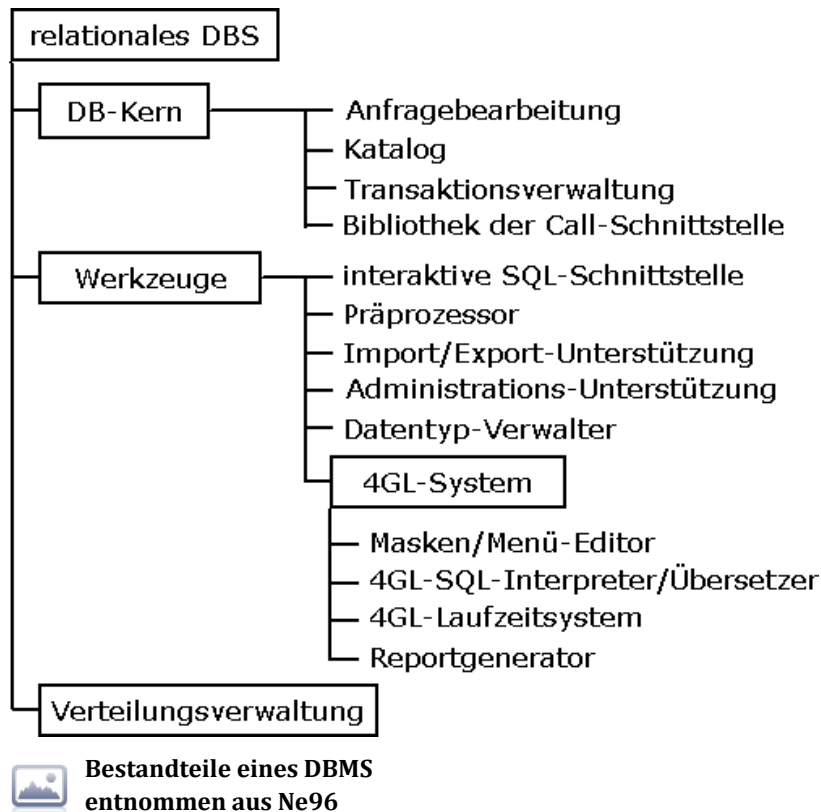 relationales DBS
DB-Kern
Anfragebearbeitung
Katalog
Transaktionsverwaltung
Bibliothek der Call-Schnittstelle
Werkzeuge
interaktive SQL-Schnittstelle
Präprozessor
Import/Export-Unterstützung
Administrations-Unterstützung
Datentyp-Verwalter
4GL-System
Masken/Menü-Editor
4GL-SQL-Interpreter/Übersetzer
4GL-Laufzeitsystem
Reportgenerator
Verteilungsverwaltung
Bestandteile eines DBMS
entnommen aus Ne96